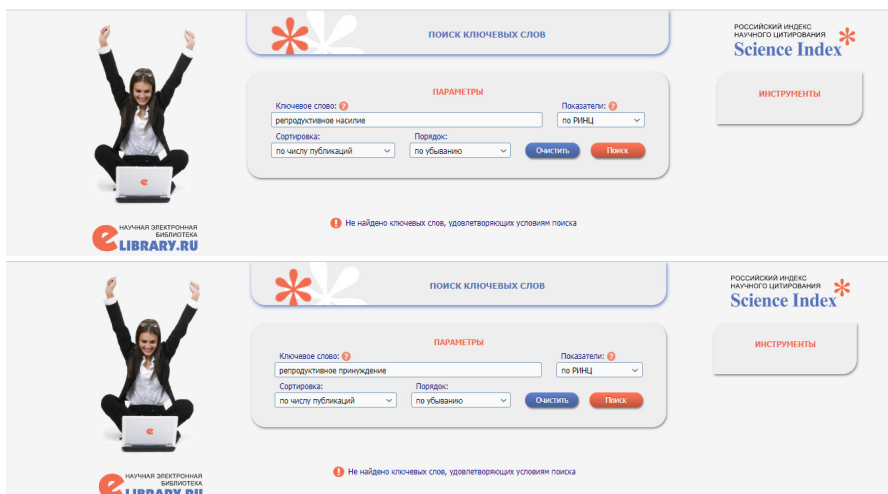 ПОИСК КЛЮЧЕВЫХ СЛОВ
РОССИЙСКИЙ ИНДЕКС
НАУЧНОГО ЦИТИРОВАНИЯ
Science Index
ПАРАМЕТРЫ
ИНСТРУМЕНТЫ
Ключевое слово: ?
Показатели: ?
репродуктивное насилие
по РИНЦ
Сортировка:
Порядок:
по числу публикаций
по убыванию
Очистить
Поиск
e
! Не найдено ключевых слов, удовлетворяющих условиям поиска
НАУЧНАЯ ЭЛЕКТРОННАЯ
БИБЛИОТЕКА
eLIBRARY.RU
ПОИСК КЛЮЧЕВЫХ СЛОВ
РОССИЙСКИЙ ИНДЕКС
НАУЧНОГО ЦИТИРОВАНИЯ
Science Index
ПАРАМЕТРЫ
ИНСТРУМЕНТЫ
Ключевое слово: ?
Показатели: ?
репродуктивное принуждение
по РИНЦ
Сортировка:
Порядок:
по числу публикаций
по убыванию
Очистить
Поиск
e
! Не найдено ключевых слов, удовлетворяющих условиям поиска
НАУЧНАЯ ЭЛЕКТРОННАЯ
БИБЛИОТЕКА
eLIBRARY.RU